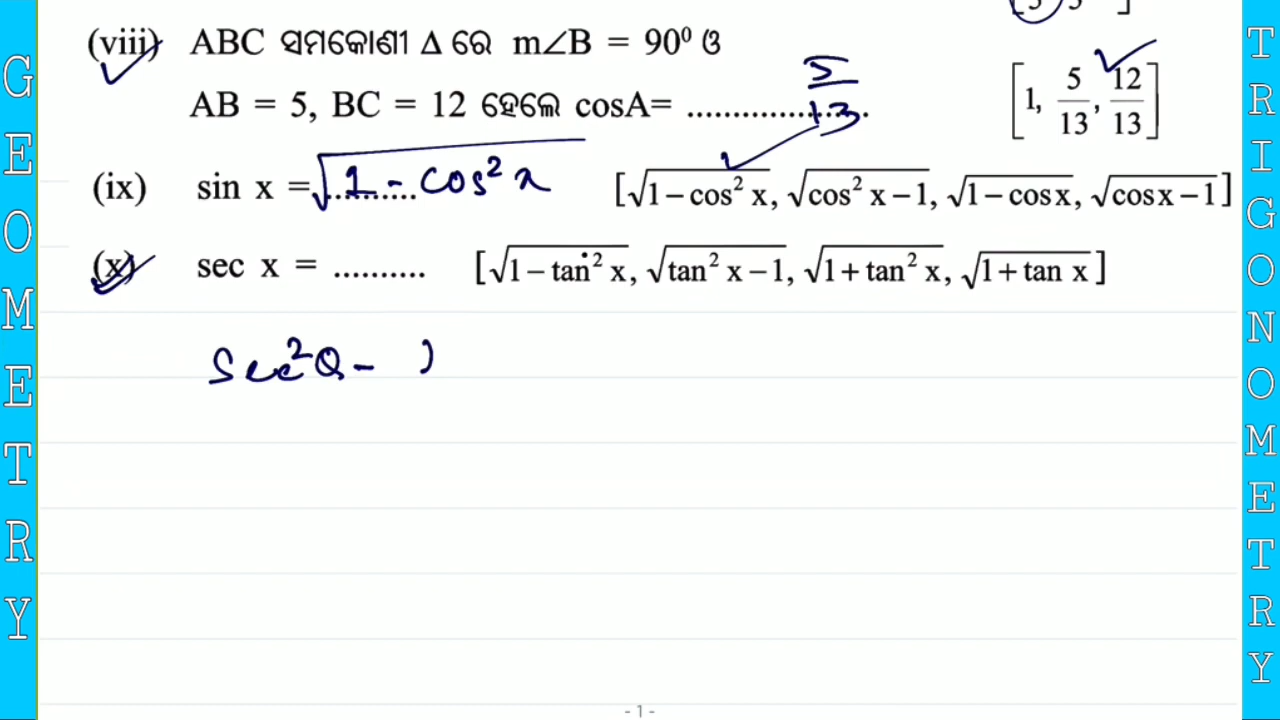 GEOMETRY
(viii) ABC ସମକୋଣୀ Δ ରେ m∠B = 90⁰ ଓ
AB = 5, BC = 12 ହେଲେ cosA= .................... 5/13 [1, 5/13, 12/13]
(ix) sin x = .......... √1 - cos² x [√1 − cos² x, √cos² x − 1, √1 − cos x, √cos x − 1]
(x) sec x = .......... [√1 − tan² x, √tan² x − 1, √1 + tan² x, √1 + tan x]
Sec²θ -
- 1 -
TRIGONOMETRY